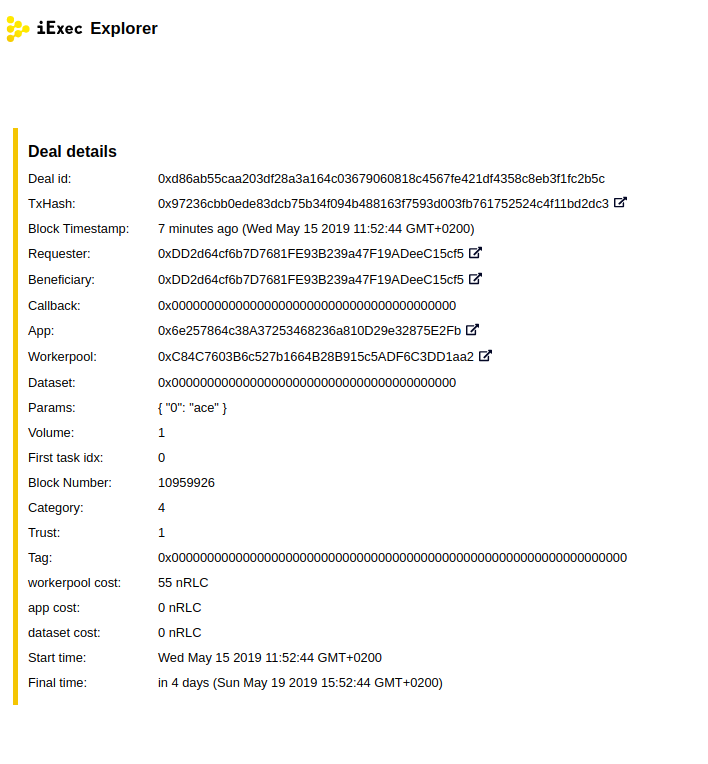 iExec Explorer
Deal details
Deal id: 0xd86ab55caa203df28a3a164c03679060818c4567fe421df4358c8eb3f1fc2b5c
TxHash: 0x97236cbb0ede83dcb75b34f094b488163f7593d003fb761752524c4f11bd2dc3
Block Timestamp: 7 minutes ago (Wed May 15 2019 11:52:44 GMT+0200)
Requester: 0xDD2d64cf6b7D7681FE93B239a47F19ADeeC15cf5
Beneficiary: 0xDD2d64cf6b7D7681FE93B239a47F19ADeeC15cf5
Callback: 0x0000000000000000000000000000000000000000
App: 0x6e257864c38A37253468236a810D29e32875E2Fb
Workerpool: 0xC84C7603B6c527b1664B28B915c5ADF6C3DD1aa2
Dataset: 0x0000000000000000000000000000000000000000
Params: { "0": "ace" }
Volume: 1
First task idx: 0
Block Number: 10959926
Category: 4
Trust: 1
Tag: 0x0000000000000000000000000000000000000000000000000000000000000000
workerpool cost: 55 nRLC
app cost: 0 nRLC
dataset cost: 0 nRLC
Start time: Wed May 15 2019 11:52:44 GMT+0200
Final time: in 4 days (Sun May 19 2019 15:52:44 GMT+0200)